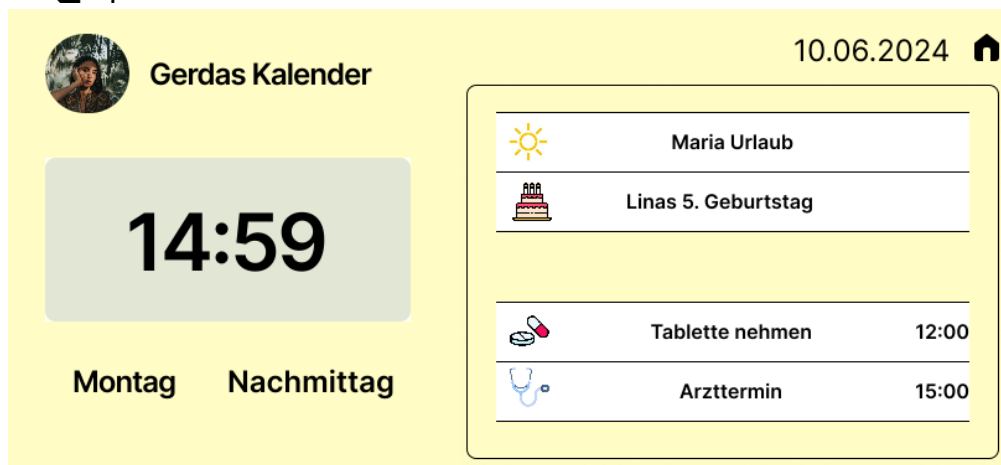 Gerdas Kalender
10.06.2024
14:59
Montag Nachmittag
Maria Urlaub
Linas 5. Geburtstag
Tablette nehmen 12:00
Arzttermin 15:00